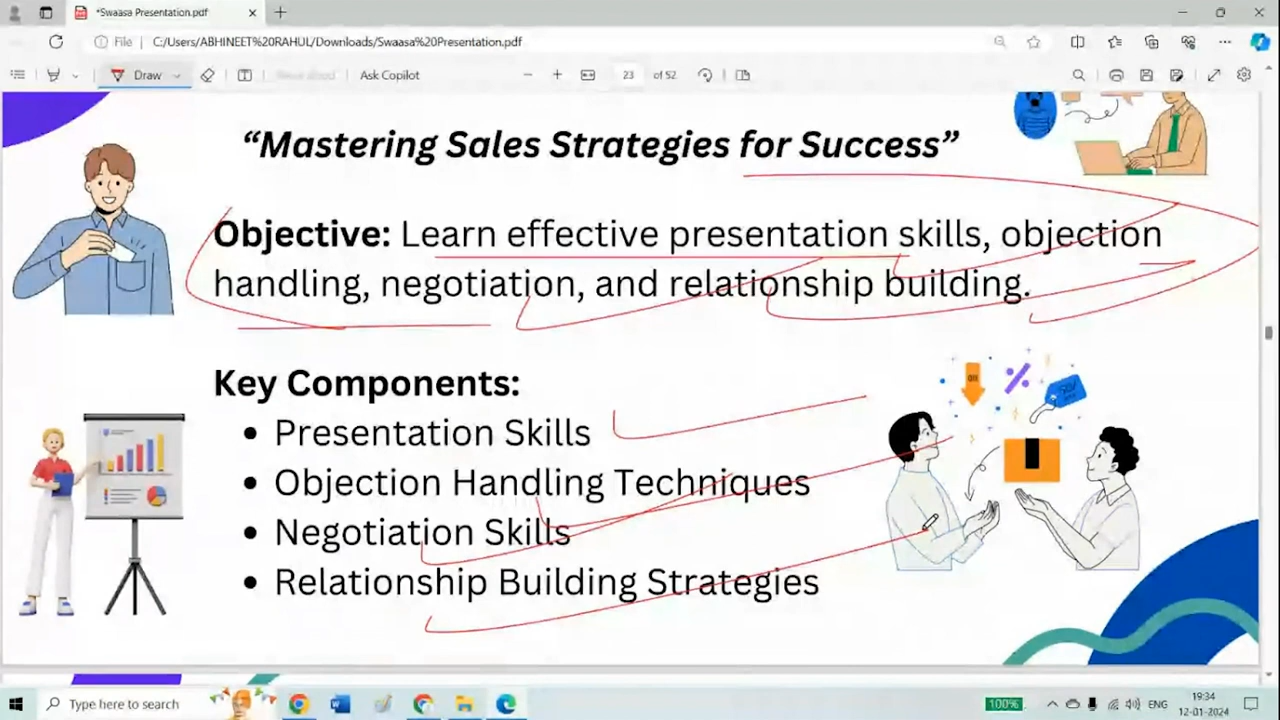 *Swaasa Presentation.pdf
File
C:/Users/ABHINEET%20RAHUL/Downloads/Swaasa%20Presentation.pdf
Draw
Ask Copilot
23 of 52
“Mastering Sales Strategies for Success”
Objective: Learn effective presentation skills, objection
handling, negotiation, and relationship building.
Key Components:
• Presentation Skills
• Objection Handling Techniques
• Negotiation Skills
• Relationship Building Strategies
Type here to search
100%
ENG
19:34
12-01-2024